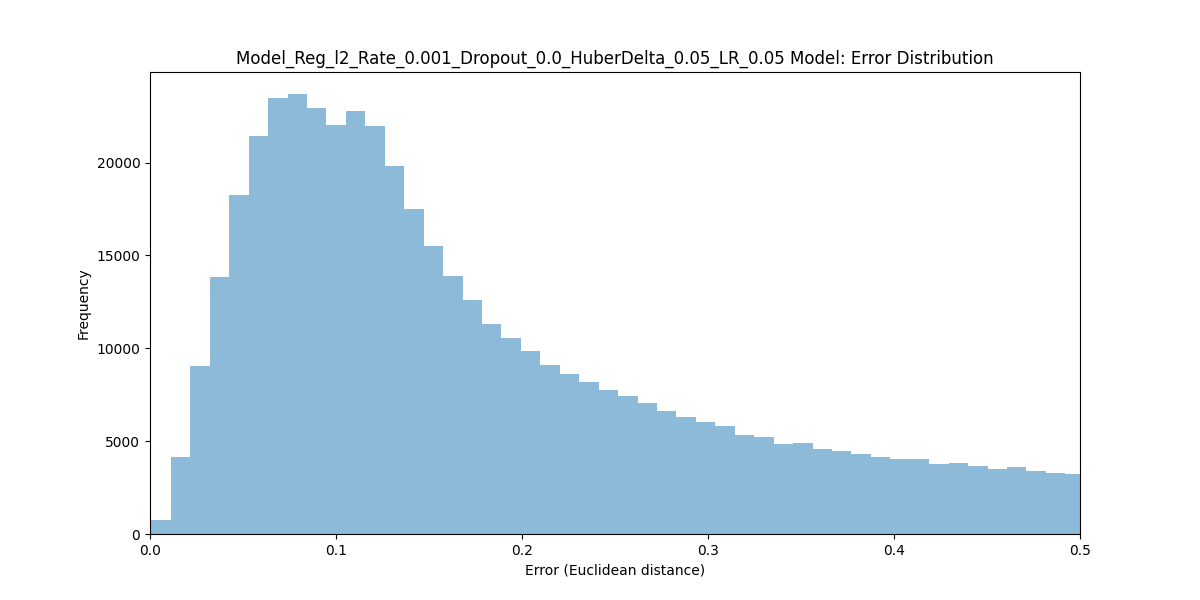 Model_Reg_l2_Rate_0.001_Dropout_0.0_HuberDelta_0.05_LR_0.05 Model: Error Distribution
Frequency
20000
15000
10000
5000
0
0.0 0.1 0.2 0.3 0.4 0.5
Error (Euclidean distance)